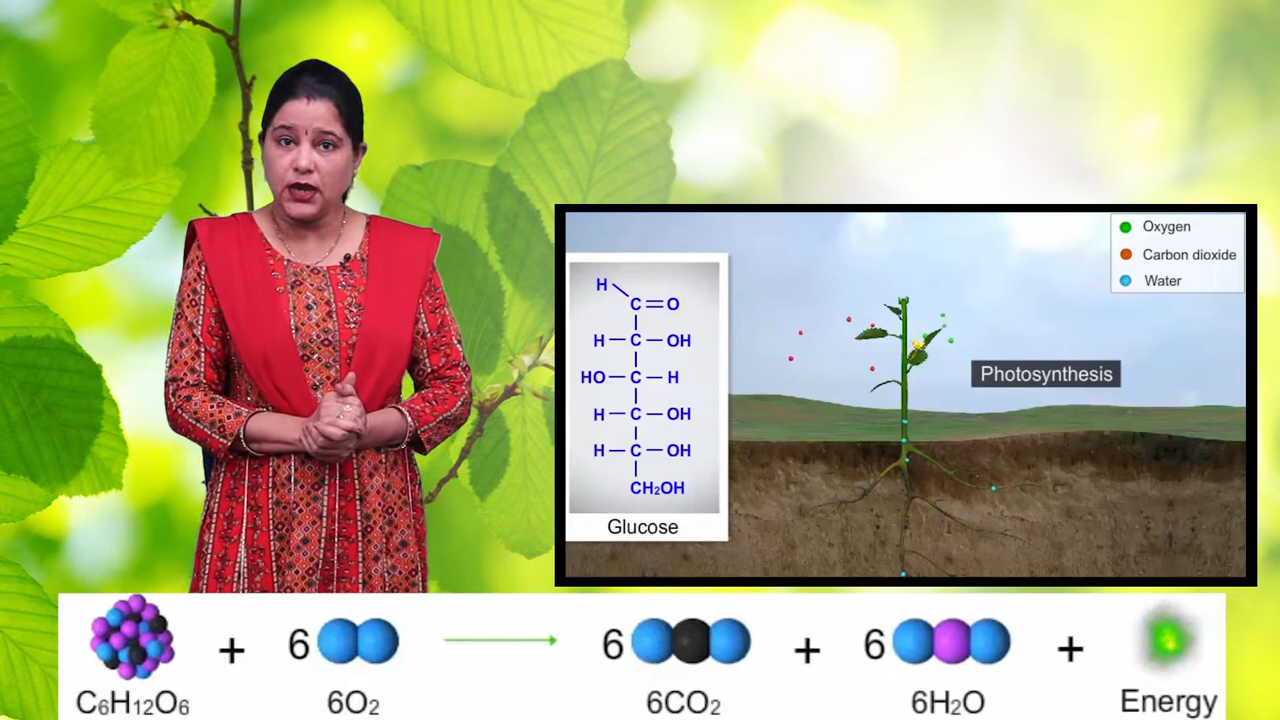 Oxygen
Carbon dioxide
Water
H
C=O
H—C—OH
HO—C—H
H—C—OH
H—C—OH
CH₂OH
Glucose
Photosynthesis
+ 6 → 6 + 6 +
C₆H₁₂O₆ 6O₂ 6CO₂ 6H₂O Energy